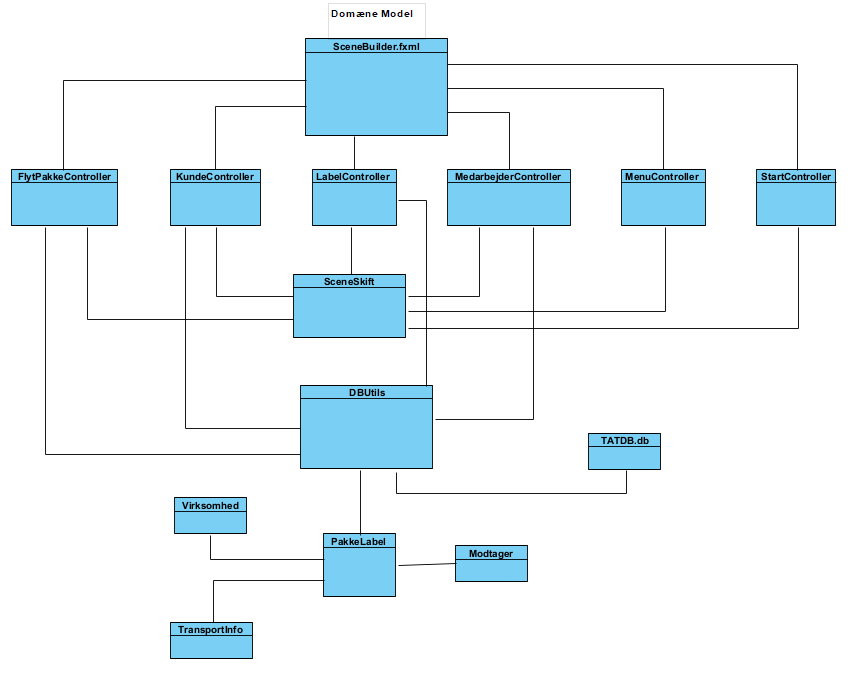 Domæne Model
SceneBuilder.fxml
FlytPakkeController
KundeController
LabelController
MedarbejderController
MenuController
StartController
SceneSkift
DBUtils
TATDB.db
Virksomhed
PakkeLabel
Modtager
TransportInfo